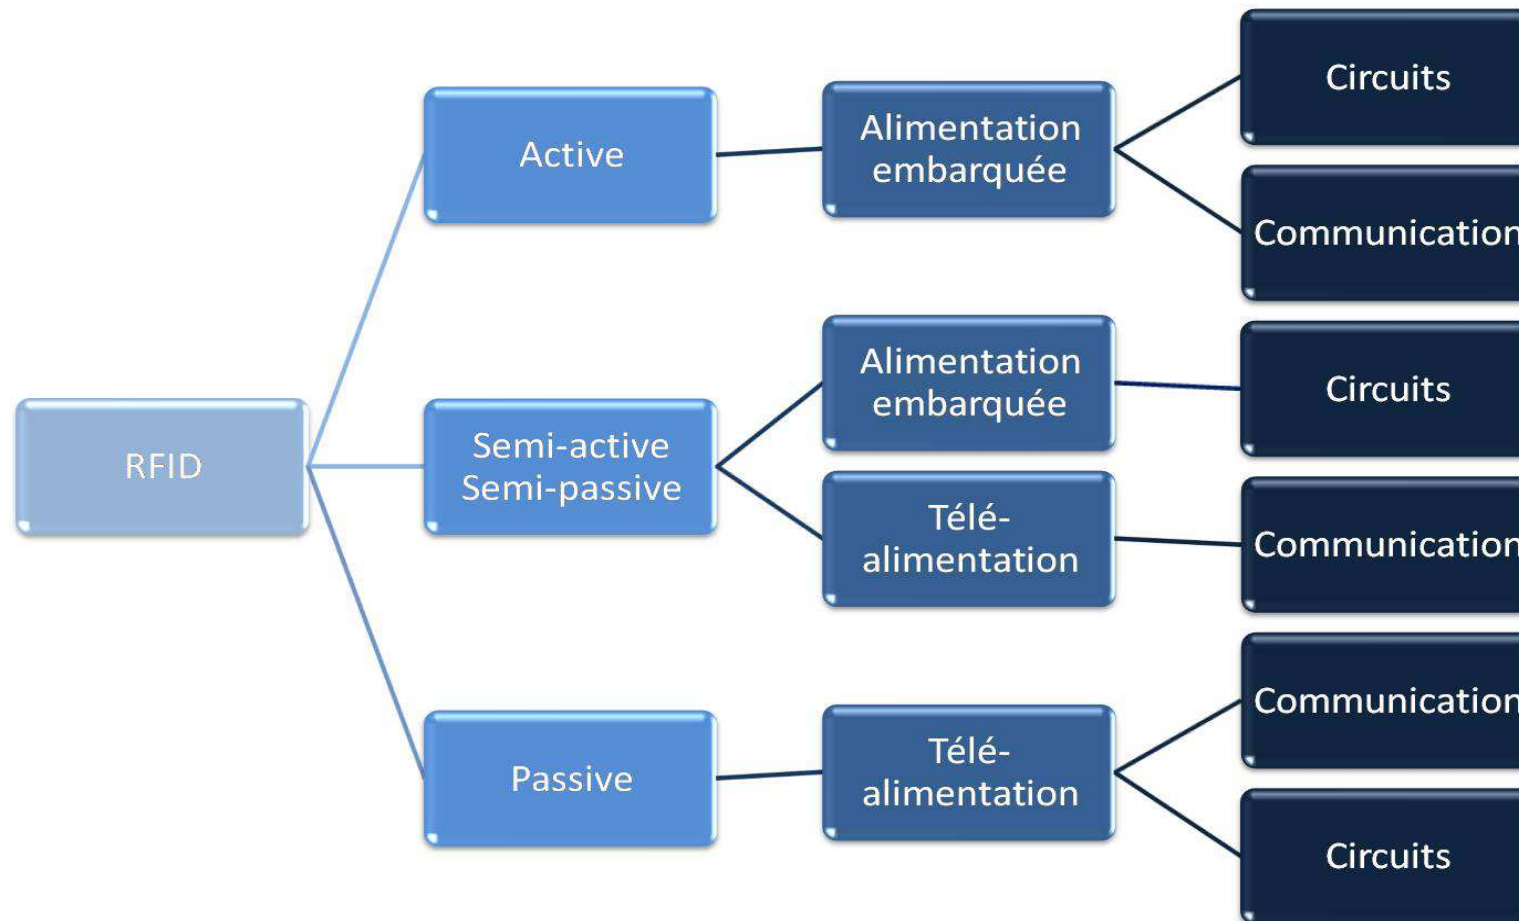 RFID
Active
Alimentation
embarquée
Circuits
Communication
Semi-active
Semi-passive
Alimentation
embarquée
Circuits
Télé-
alimentation
Communication
Passive
Télé-
alimentation
Communication
Circuits